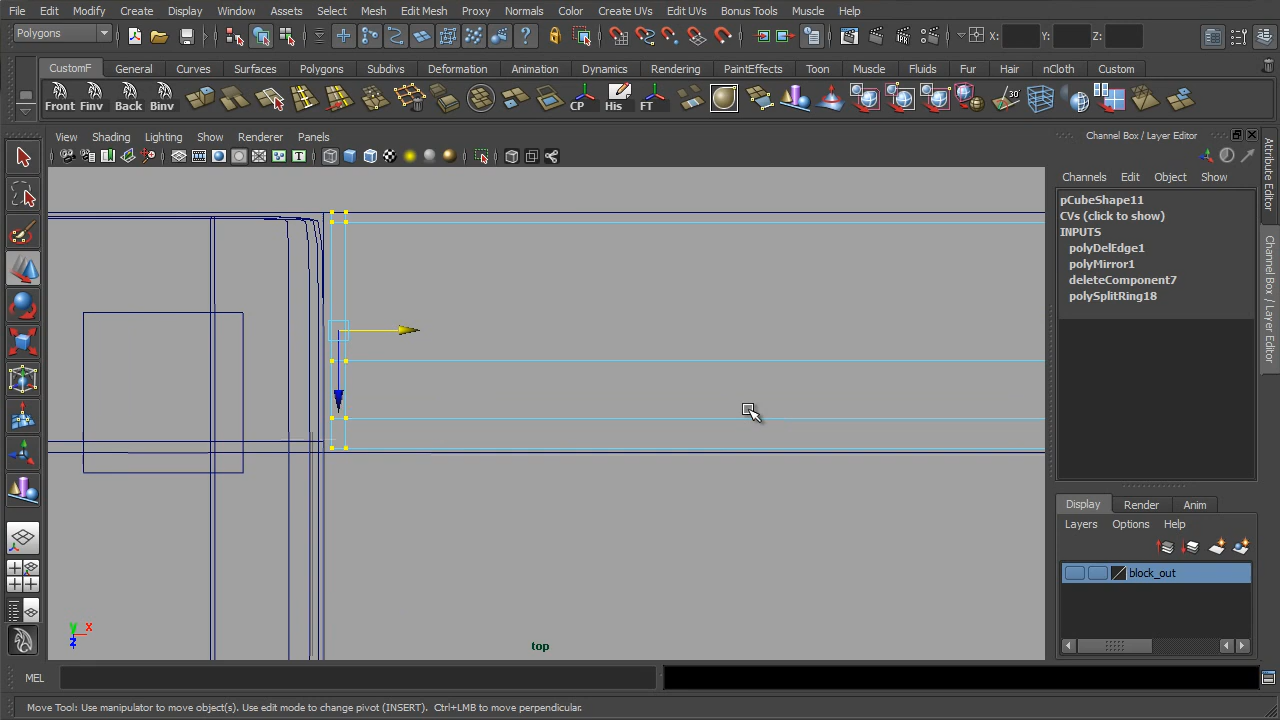 File Edit Modify Create Display Window Assets Select Mesh Edit Mesh Proxy Normals Color Create UVs Edit UVs Bonus Tools Muscle Help
Polygons X: Y: Z:
CustomF General Curves Surfaces Polygons Subdivs Deformation Animation Dynamics Rendering PaintEffects Toon Muscle Fluids Fur Hair nCloth Custom
Front Finv Back Binv CP His FT 30°
View Shading Lighting Show Renderer Panels
Channel Box / Layer Editor
Channels Edit Object Show
pCubeShape11
CVs (click to show)
INPUTS
polyDelEdge1
polyMirror1
deleteComponent7
polySplitRing18
Attribute Editor
Channel Box / Layer Editor
Display Render Anim
Layers Options Help
block_out
y x
z
top
MEL
Move Tool: Use manipulator to move object(s). Use edit mode to change pivot (INSERT). Ctrl+LMB to move perpendicular.